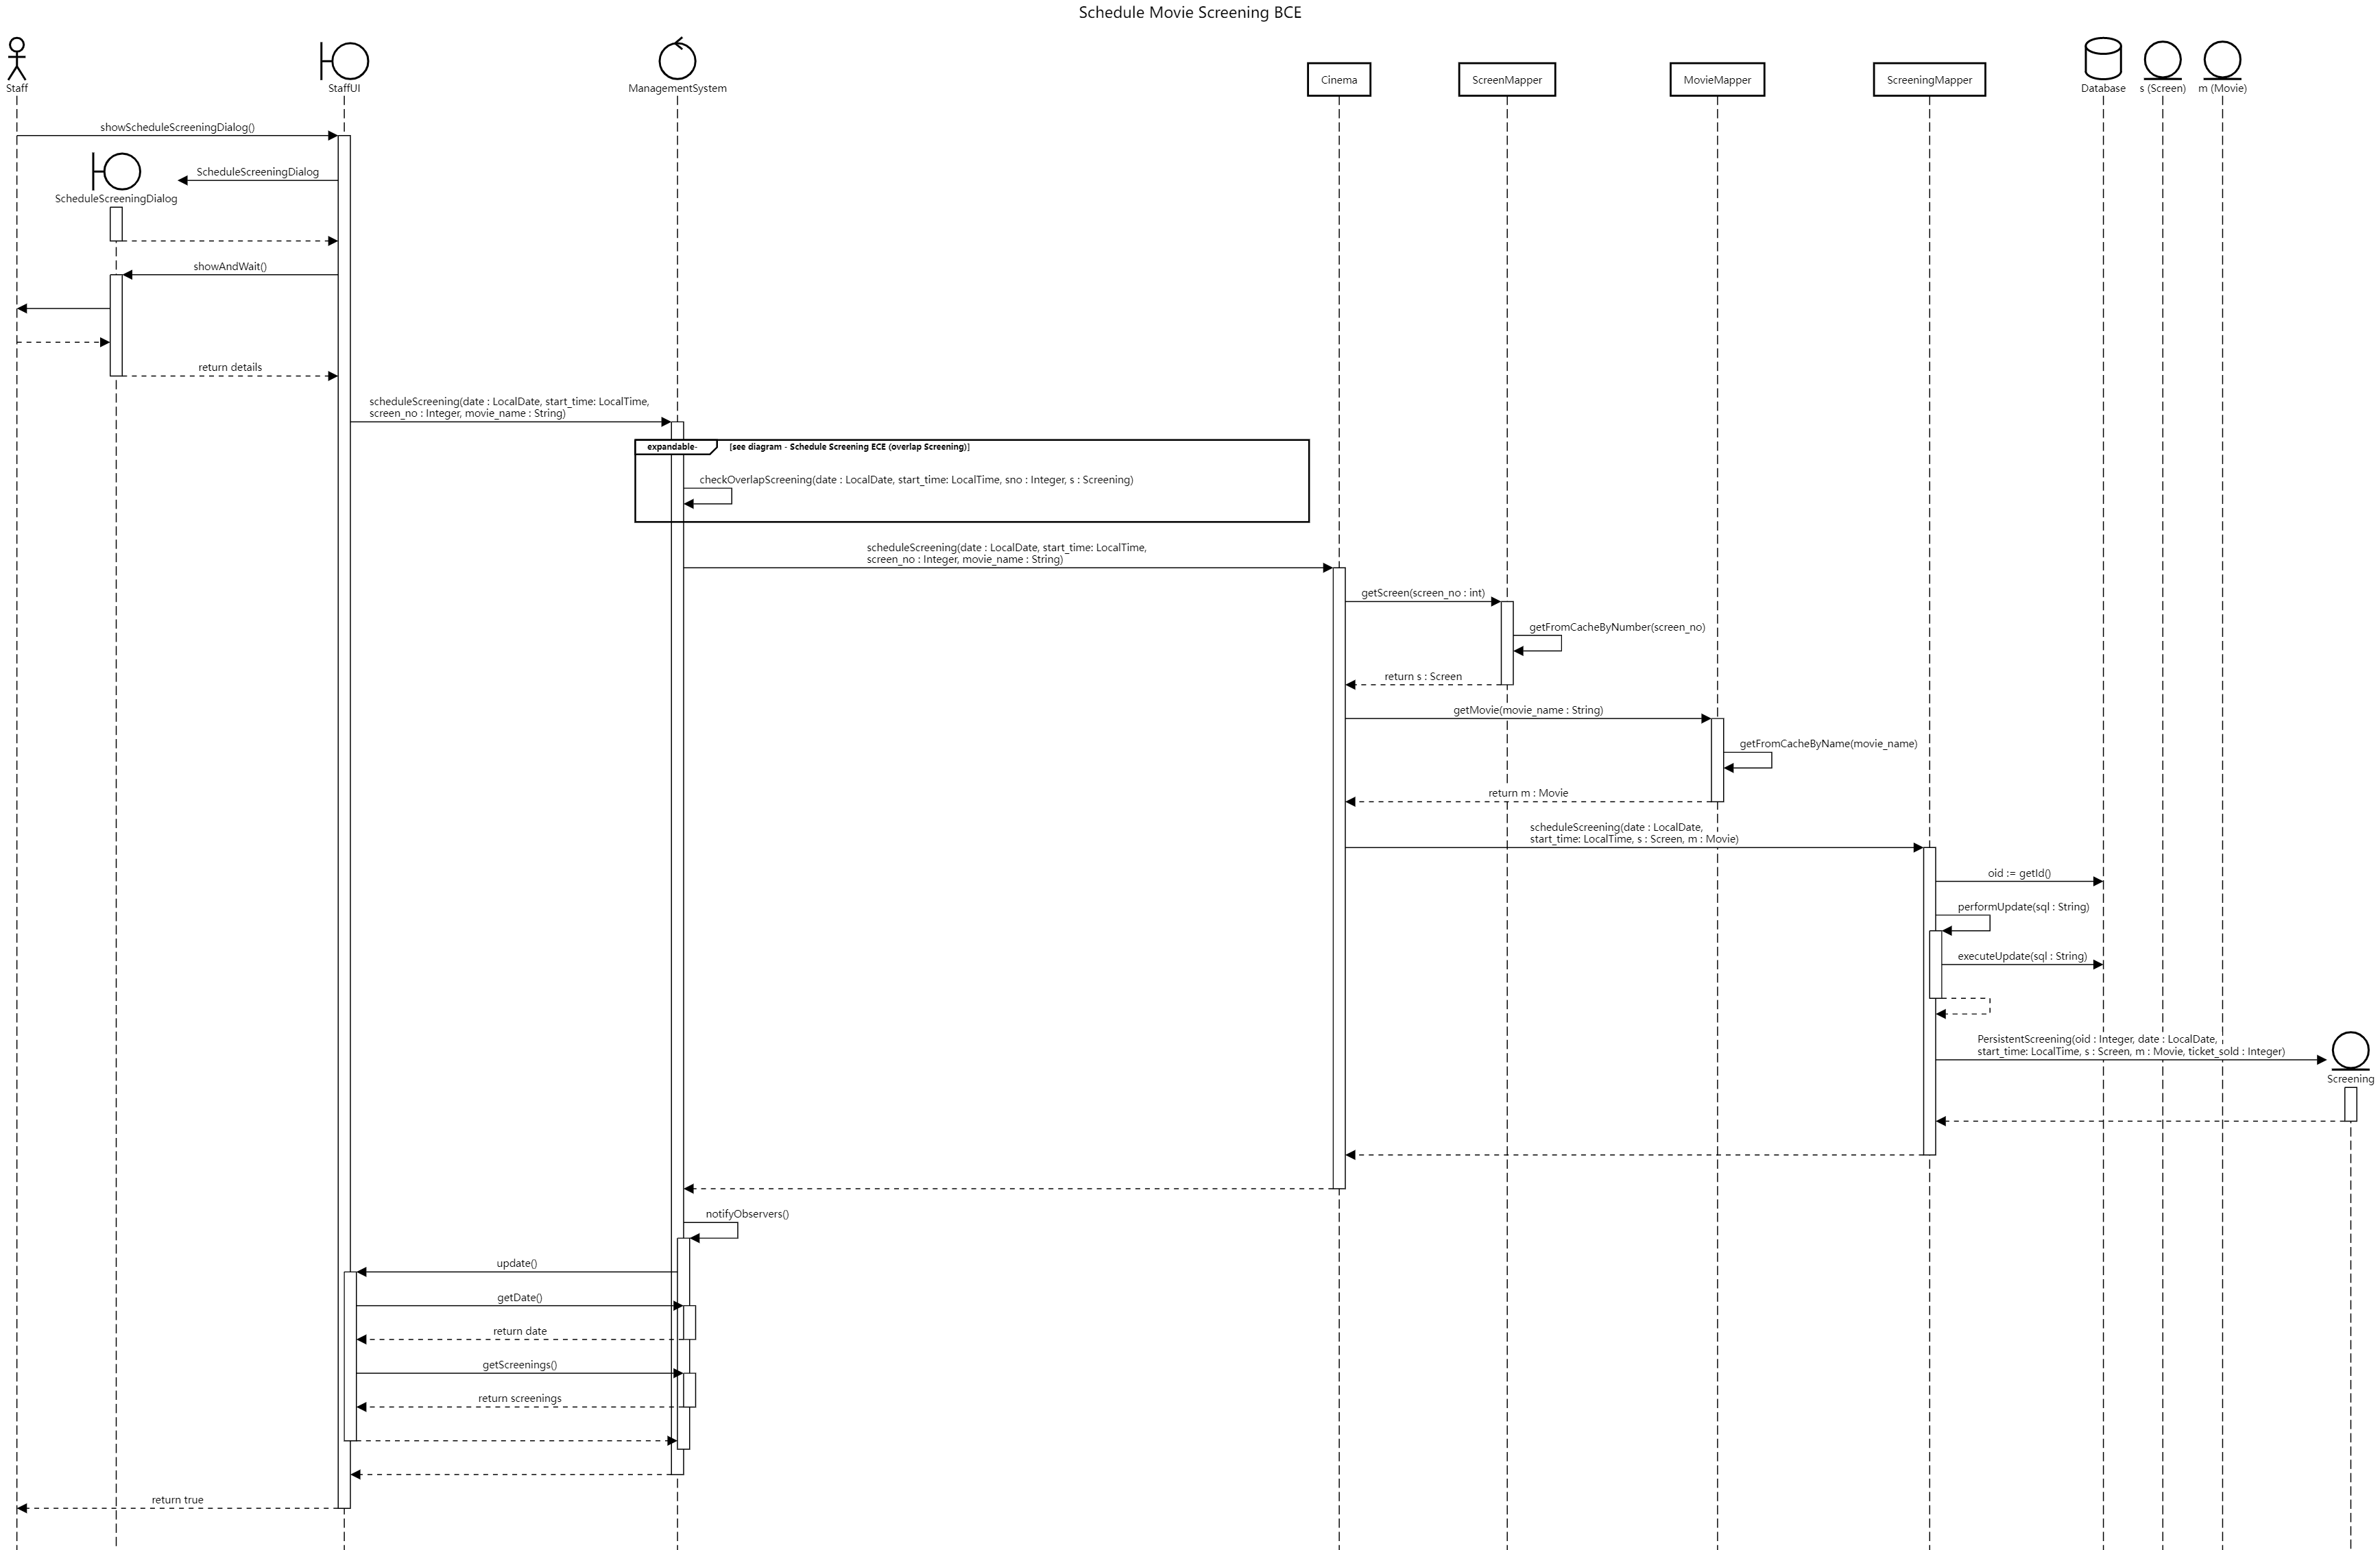 Schedule Movie Screening BCE
Staff
StaffUI
ManagementSystem
Cinema
ScreenMapper
MovieMapper
ScreeningMapper
Database
s (Screen)
m (Movie)
showScheduleScreeningDialog()
ScheduleScreeningDialog
ScheduleScreeningDialog
showAndWait()
return details
scheduleScreening(date : LocalDate, start_time: LocalTime,
screen_no : Integer, movie_name : String)
expandable-
[see diagram - Schedule Screening ECE (overlap Screening)]
checkOverlapScreening(date : LocalDate, start_time: LocalTime, sno : Integer, s : Screening)
scheduleScreening(date : LocalDate, start_time: LocalTime,
screen_no : Integer, movie_name : String)
getScreen(screen_no : int)
getFromCacheByNumber(screen_no)
return s : Screen
getMovie(movie_name : String)
getFromCacheByName(movie_name)
return m : Movie
scheduleScreening(date : LocalDate,
start_time: LocalTime, s : Screen, m : Movie)
oid := getId()
performUpdate(sql : String)
executeUpdate(sql : String)
PersistentScreening(oid : Integer, date : LocalDate,
start_time: LocalTime, s : Screen, m : Movie, ticket_sold : Integer)
Screening
notifyObservers()
update()
getDate()
return date
getScreenings()
return screenings
return true